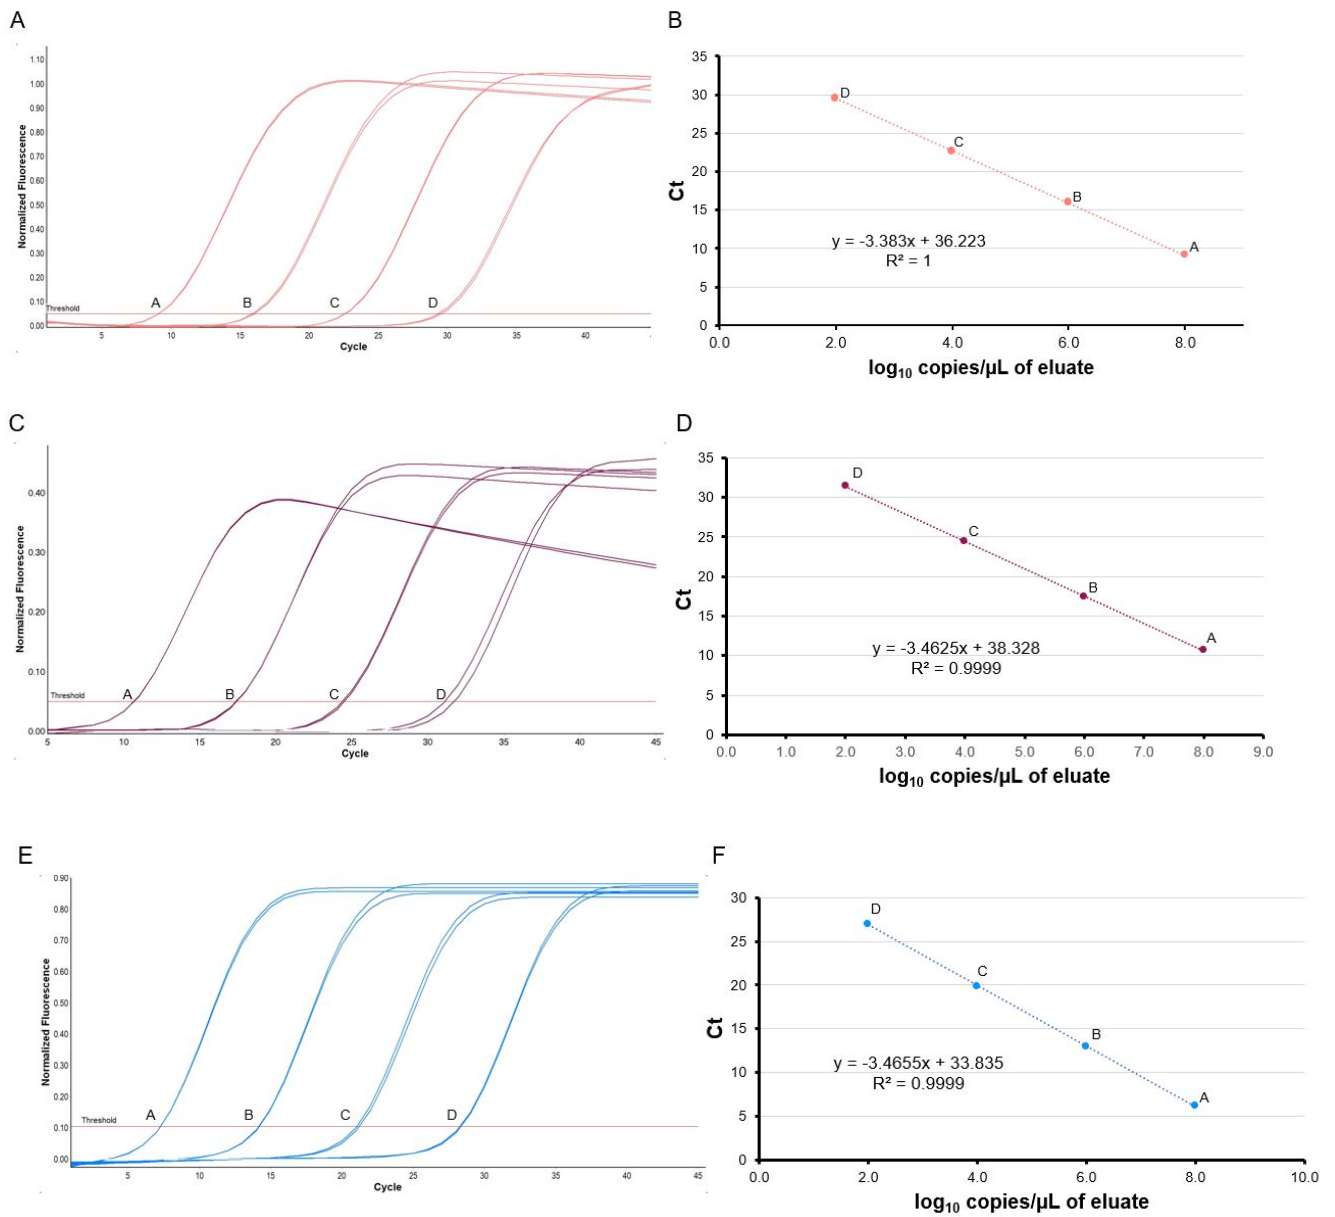 A
1.10
1.00
0.90
0.80
0.70
0.60
0.50
0.40
0.30
0.20
0.10
0.00
Normalized Fluorescence
Threshold
A
B
C
D
5
10
15
20
25
30
35
40
Cycle
B
35
30
25
20
15
10
5
0
Ct
D
C
B
A
y = -3.383x + 36.223
R² = 1
0.0
2.0
4.0
6.0
8.0
log₁₀ copies/µL of eluate
C
0.40
0.30
0.20
0.10
0.00
Normalized Fluorescence
Threshold
A
B
C
D
5
10
15
20
25
30
35
40
45
Cycle
D
35
30
25
20
15
10
5
0
Ct
D
C
B
A
y = -3.4625x + 38.328
R² = 0.9999
0.0
1.0
2.0
3.0
4.0
5.0
6.0
7.0
8.0
9.0
log₁₀ copies/µL of eluate
E
0.90
0.80
0.70
0.60
0.50
0.40
0.30
0.20
0.10
0.00
Normalized Fluorescence
Threshold
A
B
C
D
5
10
15
20
25
30
35
40
45
Cycle
F
30
25
20
15
10
5
0
Ct
D
C
B
A
y = -3.4655x + 33.835
R² = 0.9999
0.0
2.0
4.0
6.0
8.0
10.0
log₁₀ copies/µL of eluate